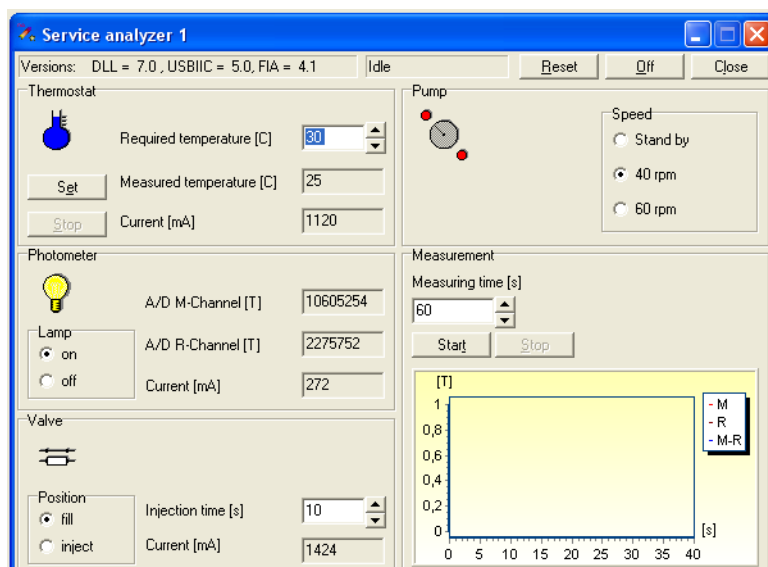 Service analyzer 1
Versions: DLL = 7.0 , USBIIC = 5.0, FIA = 4.1
Idle
Reset
Off
Close
Thermostat
Required temperature [C]
30
Set
Measured temperature [C]
25
Stop
Current [mA]
1120
Pump
Speed
Stand by
40 rpm
60 rpm
Photometer
A/D M-Channel [T]
10605254
Lamp
on
off
A/D R-Channel [T]
2275752
Current [mA]
272
Measurement
Measuring time [s]
60
Start
Stop
[T]
1
0,8
0,6
0,4
0,2
0
0 5 10 15 20 25 30 35 40
[s]
M
R
M-R
Valve
Position
fill
inject
Injection time [s]
10
Current [mA]
1424